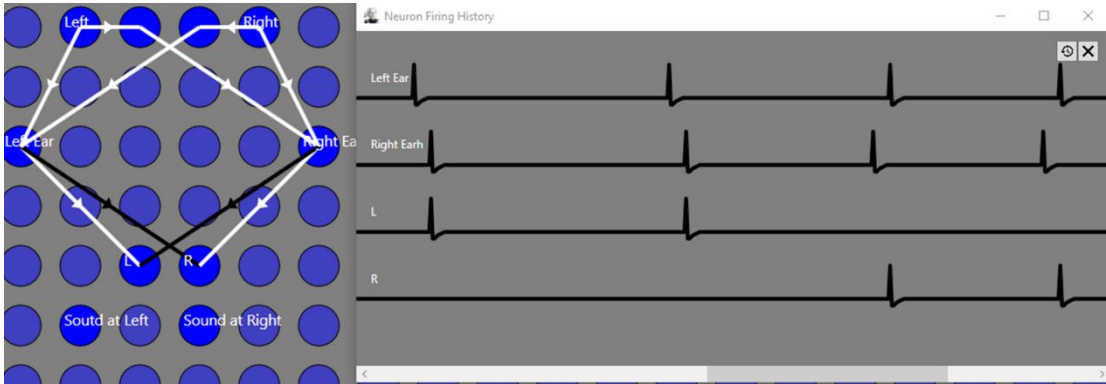 Left Right
Left Ear Right Ea
L R
Soutd at Left Sound at Right
Neuron Firing History
Left Ear
Right Earh
L
R